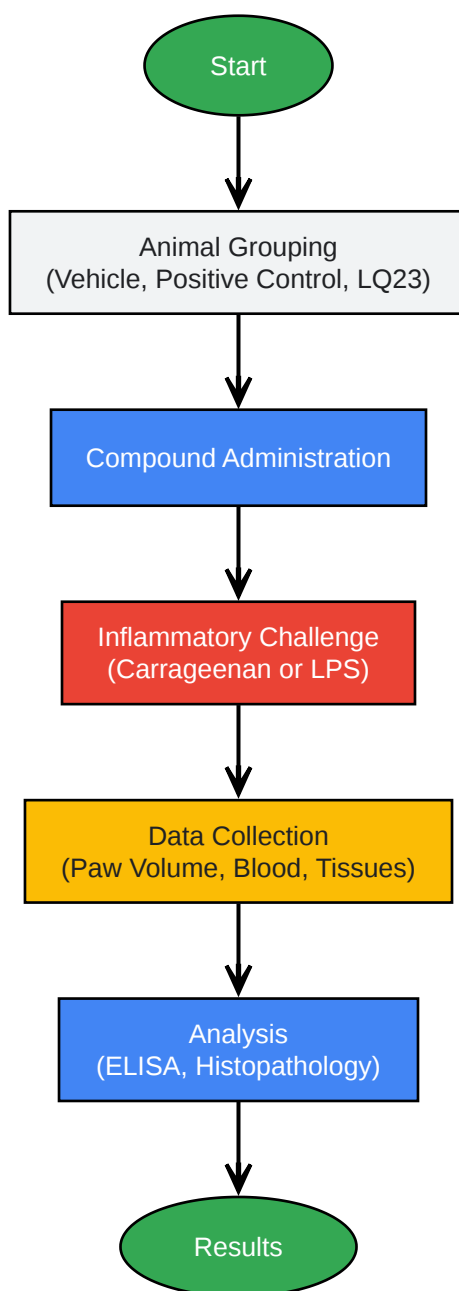 Start
Animal Grouping
(Vehicle, Positive Control, LQ23)
Compound Administration
Inflammatory Challenge
(Carrageenan or LPS)
Data Collection
(Paw Volume, Blood, Tissues)
Analysis
(ELISA, Histopathology)
Results